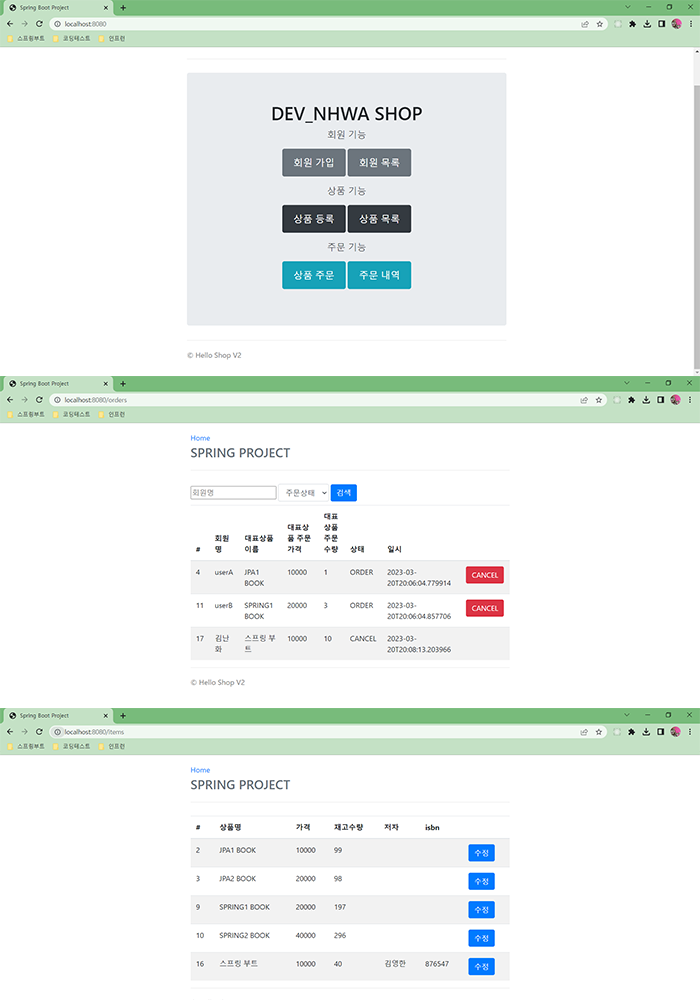 Spring Boot Project
localhost:8080
스프링부트 코딩테스트 인프런
DEV_NHWA SHOP
회원 기능
회원 가입 회원 목록
상품 기능
상품 등록 상품 목록
주문 기능
상품 주문 주문 내역
© Hello Shop V2
Spring Boot Project
localhost:8080/orders
스프링부트 코딩테스트 인프런
Home
SPRING PROJECT
회원명 주문상태 검색
# 회원명 대표상품 이름 대표상품 주문 가격 대표상품 주문수량 상태 일시
4 userA JPA1 BOOK 10000 1 ORDER 2023-03-20T20:06:04.779914 CANCEL
11 userB SPRING1 BOOK 20000 3 ORDER 2023-03-20T20:06:04.857706 CANCEL
17 김난화 스프링 부트 10000 10 CANCEL 2023-03-20T20:08:13.203966
© Hello Shop V2
Spring Boot Project
localhost:8080/items
스프링부트 코딩테스트 인프런
Home
SPRING PROJECT
# 상품명 가격 재고수량 저자 isbn
2 JPA1 BOOK 10000 99 수정
3 JPA2 BOOK 20000 98 수정
9 SPRING1 BOOK 20000 197 수정
10 SPRING2 BOOK 40000 296 수정
16 스프링 부트 10000 40 김영한 876547 수정